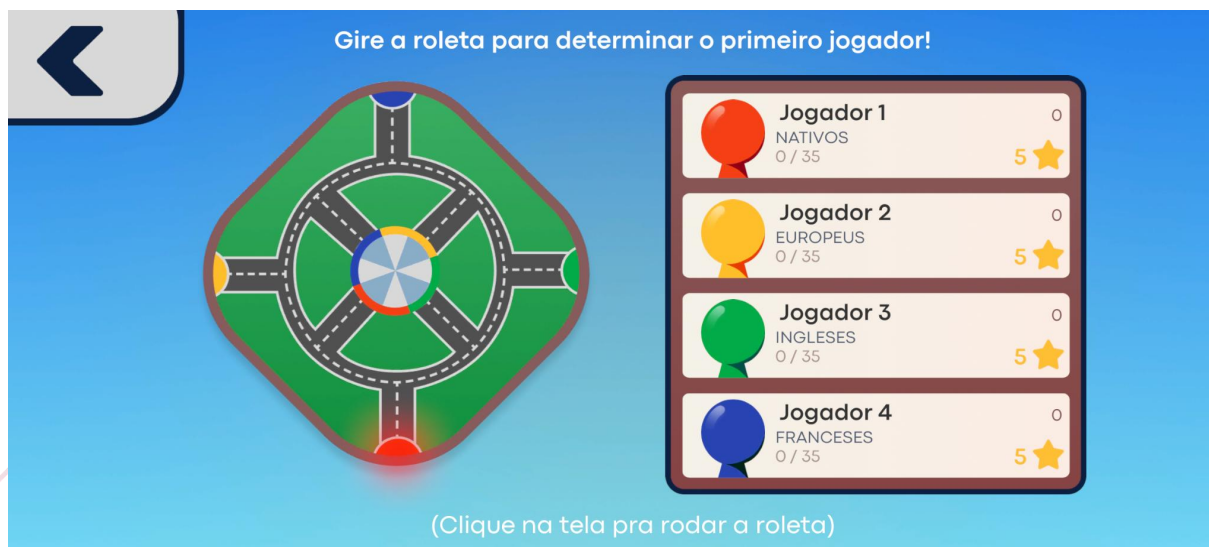 Gire a roleta para determinar o primeiro jogador!
Jogador 1
0
NATIVOS
0 / 35
5
Jogador 2
0
EUROPEUS
0 / 35
5
Jogador 3
0
INGLESES
0 / 35
5
Jogador 4
0
FRANCESES
0 / 35
5
(Clique na tela pra rodar a roleta)